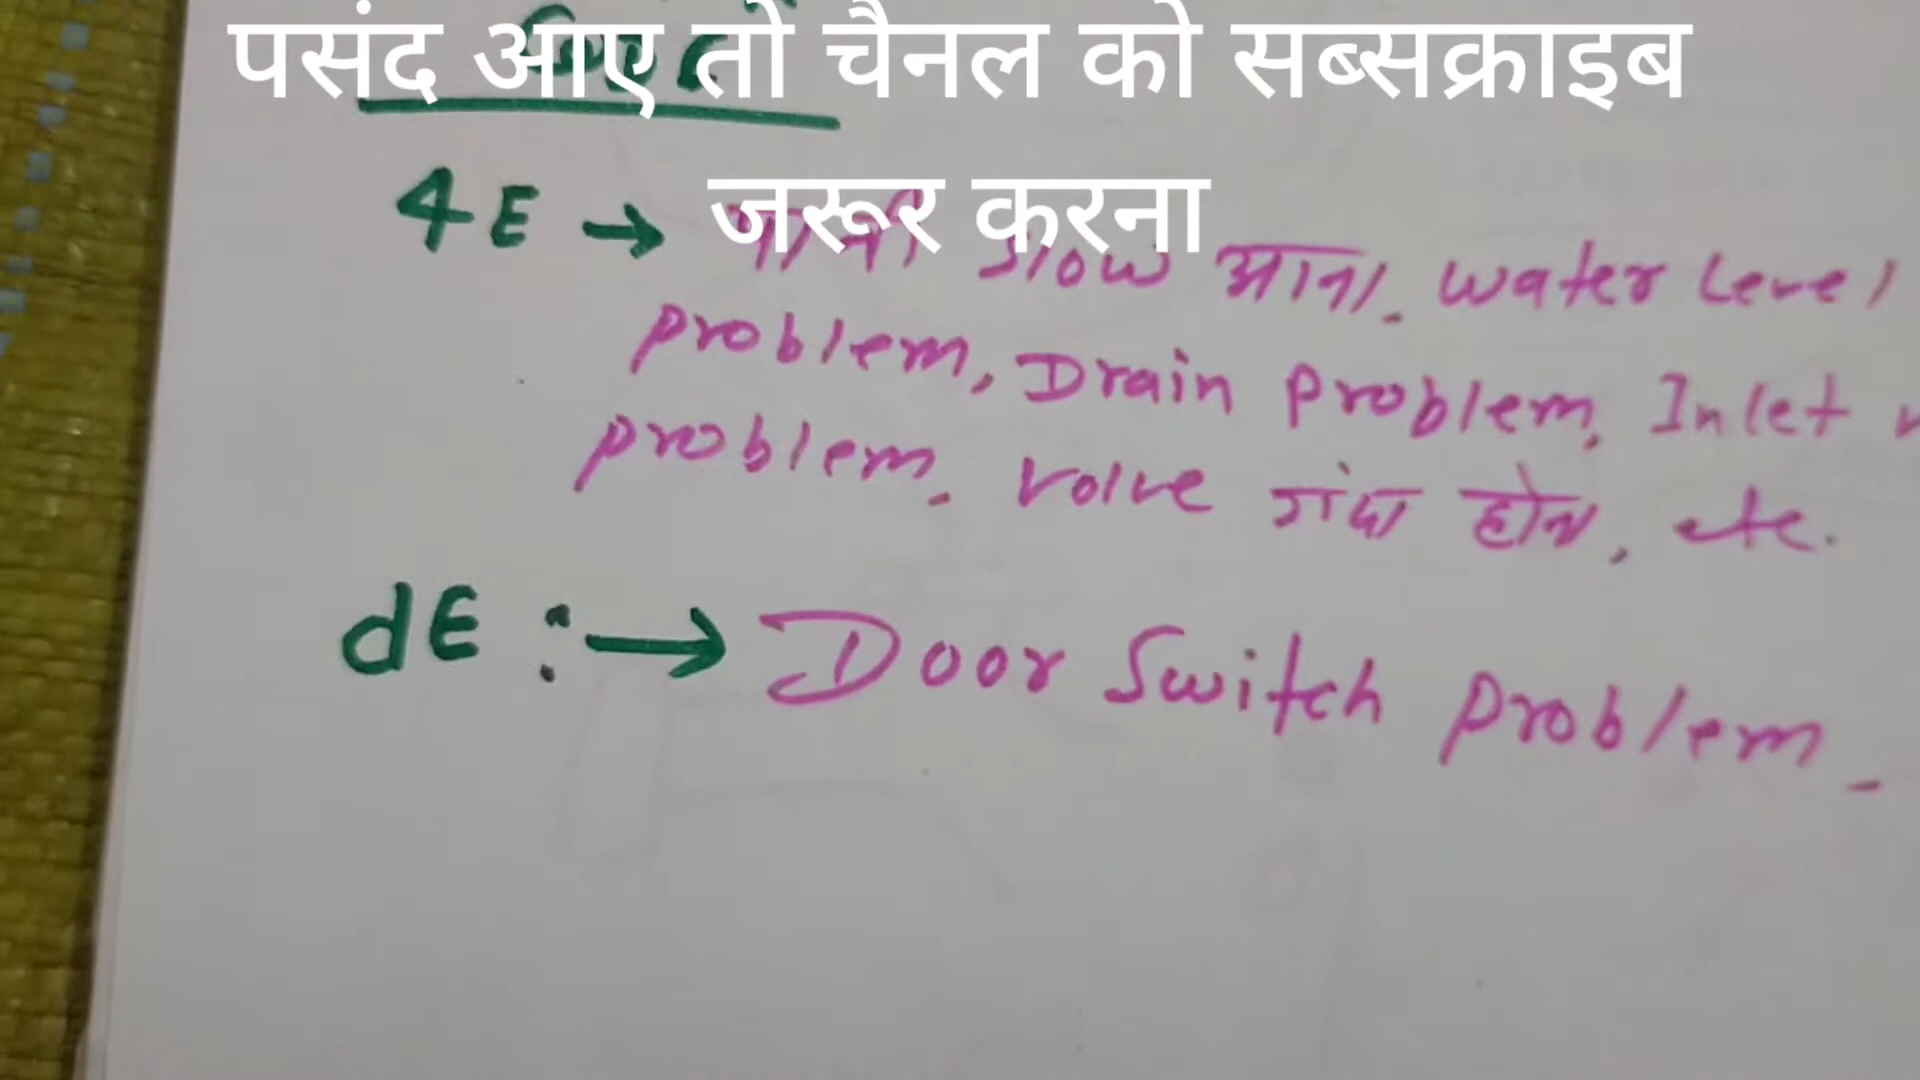 पसंद आए तो चैनल को सब्सक्राइब
जरूर करना
4E → पानी slow आना. water Level
problem, Drain problem, Inlet
problem. valve गंदा होना, etc.
dE :→ Door Switch problem.